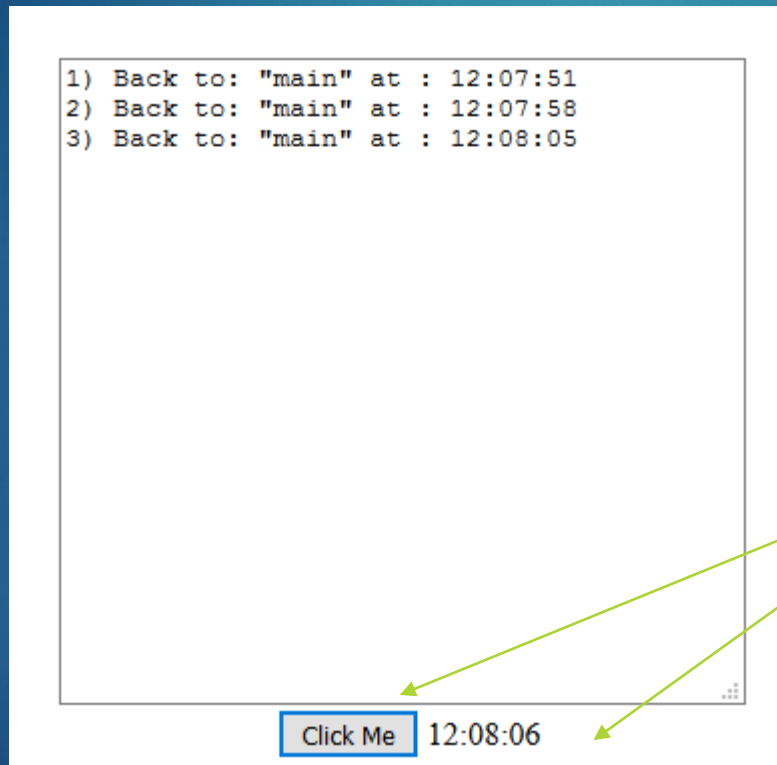 1) Back to: "main" at : 12:07:51
2) Back to: "main" at : 12:07:58
3) Back to: "main" at : 12:08:05
Click Me 12:08:06